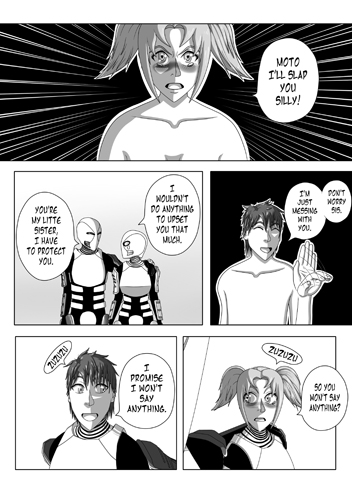 MOTO
I'LL SLAP
YOU
SILLY!
DON'T
WORRY
SIS.
I'M
JUST
MESSING
WITH
YOU.
I
WOULDN'T
DO ANYTHING
TO UPSET
YOU THAT
MUCH.
YOU'RE
MY LITTE
SISTER,
I HAVE
TO PROTECT
YOU.
ZUZUZU
SO YOU
WON'T SAY
ANYTHING?
ZUZUZU
I
PROMISE
I WON'T
SAY
ANYTHING.